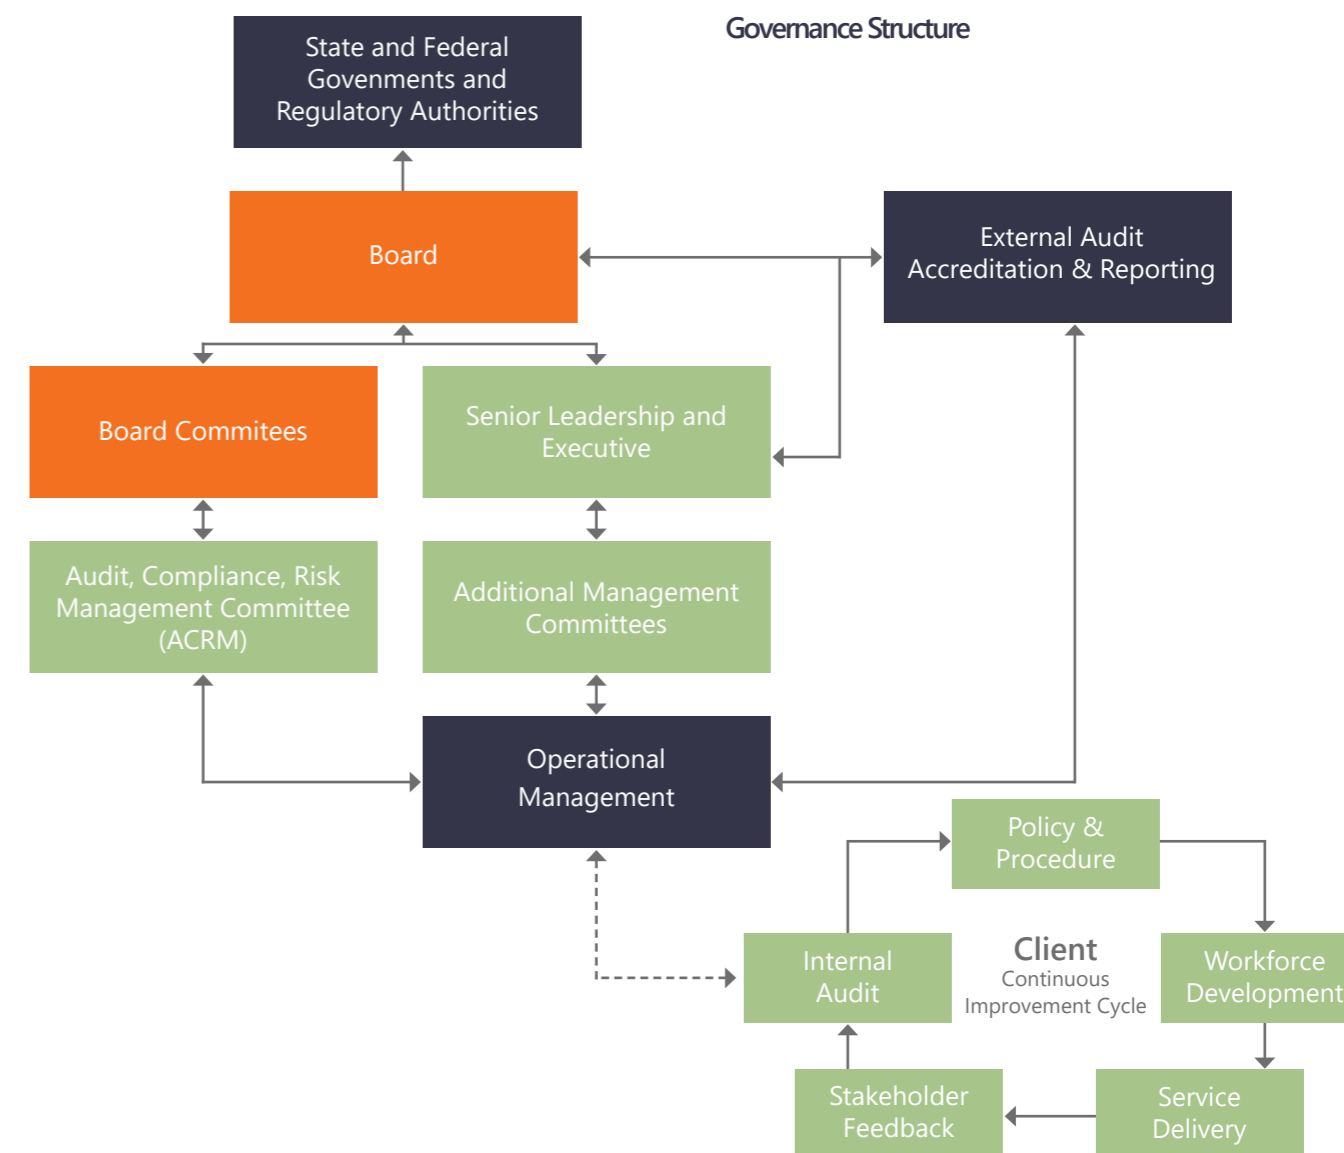 Governance Structure
State and Federal
Govenments and
Regulatory Authorities
Board
External Audit
Accreditation & Reporting
Board Commitees
Senior Leadership and
Executive
Audit, Compliance, Risk
Management Committee
(ACRM)
Additional Management
Committees
Operational
Management
Policy &
Procedure
Internal
Audit
Client
Continuous
Improvement Cycle
Workforce
Development
Stakeholder
Feedback
Service
Delivery